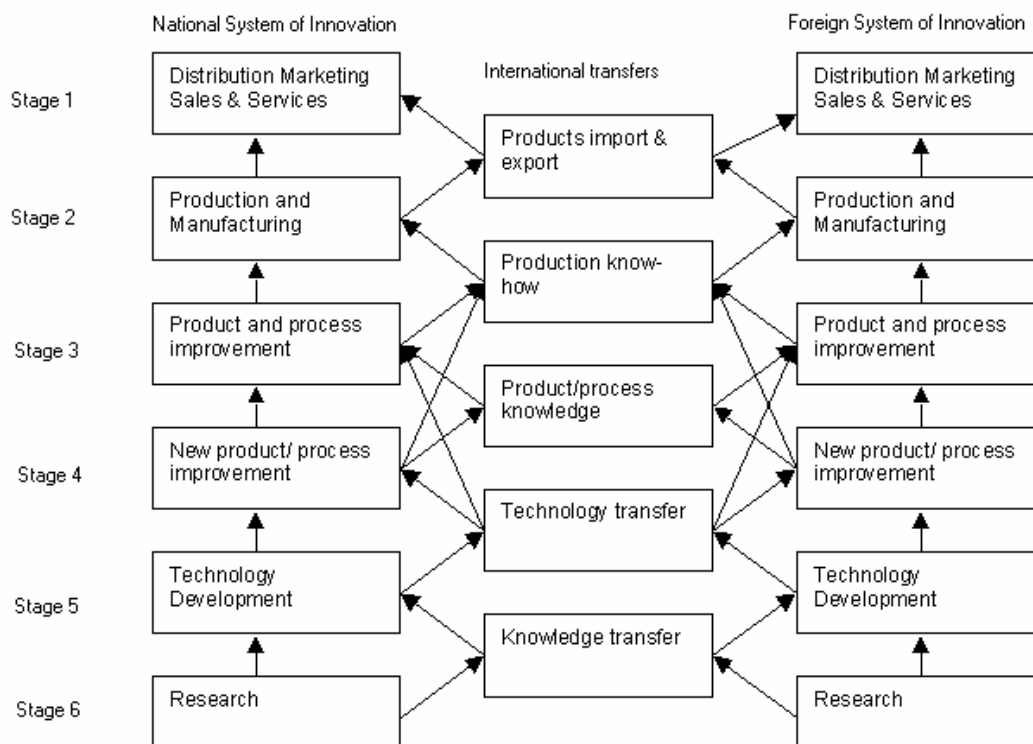 National System of Innovation
Foreign System of Innovation
International transfers
Stage 1
Distribution Marketing
Sales & Services
Products import &
export
Distribution Marketing
Sales & Services
Stage 2
Production and
Manufacturing
Production know-
how
Production and
Manufacturing
Stage 3
Product and process
improvement
Product/process
knowledge
Product and process
improvement
Stage 4
New product/ process
improvement
Technology transfer
New product/ process
improvement
Stage 5
Technology
Development
Knowledge transfer
Technology
Development
Stage 6
Research
Research